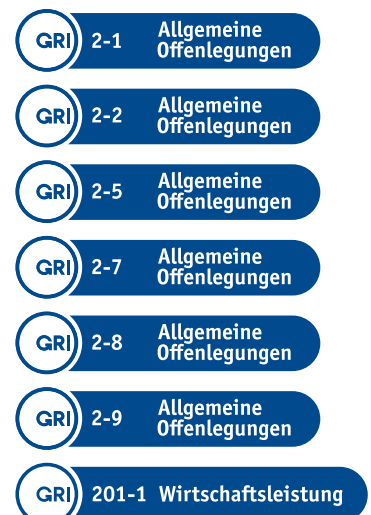 GRI 2-1 Allgemeine
Offenlegungen
GRI 2-2 Allgemeine
Offenlegungen
GRI 2-5 Allgemeine
Offenlegungen
GRI 2-7 Allgemeine
Offenlegungen
GRI 2-8 Allgemeine
Offenlegungen
GRI 2-9 Allgemeine
Offenlegungen
GRI 201-1 Wirtschaftsleistung